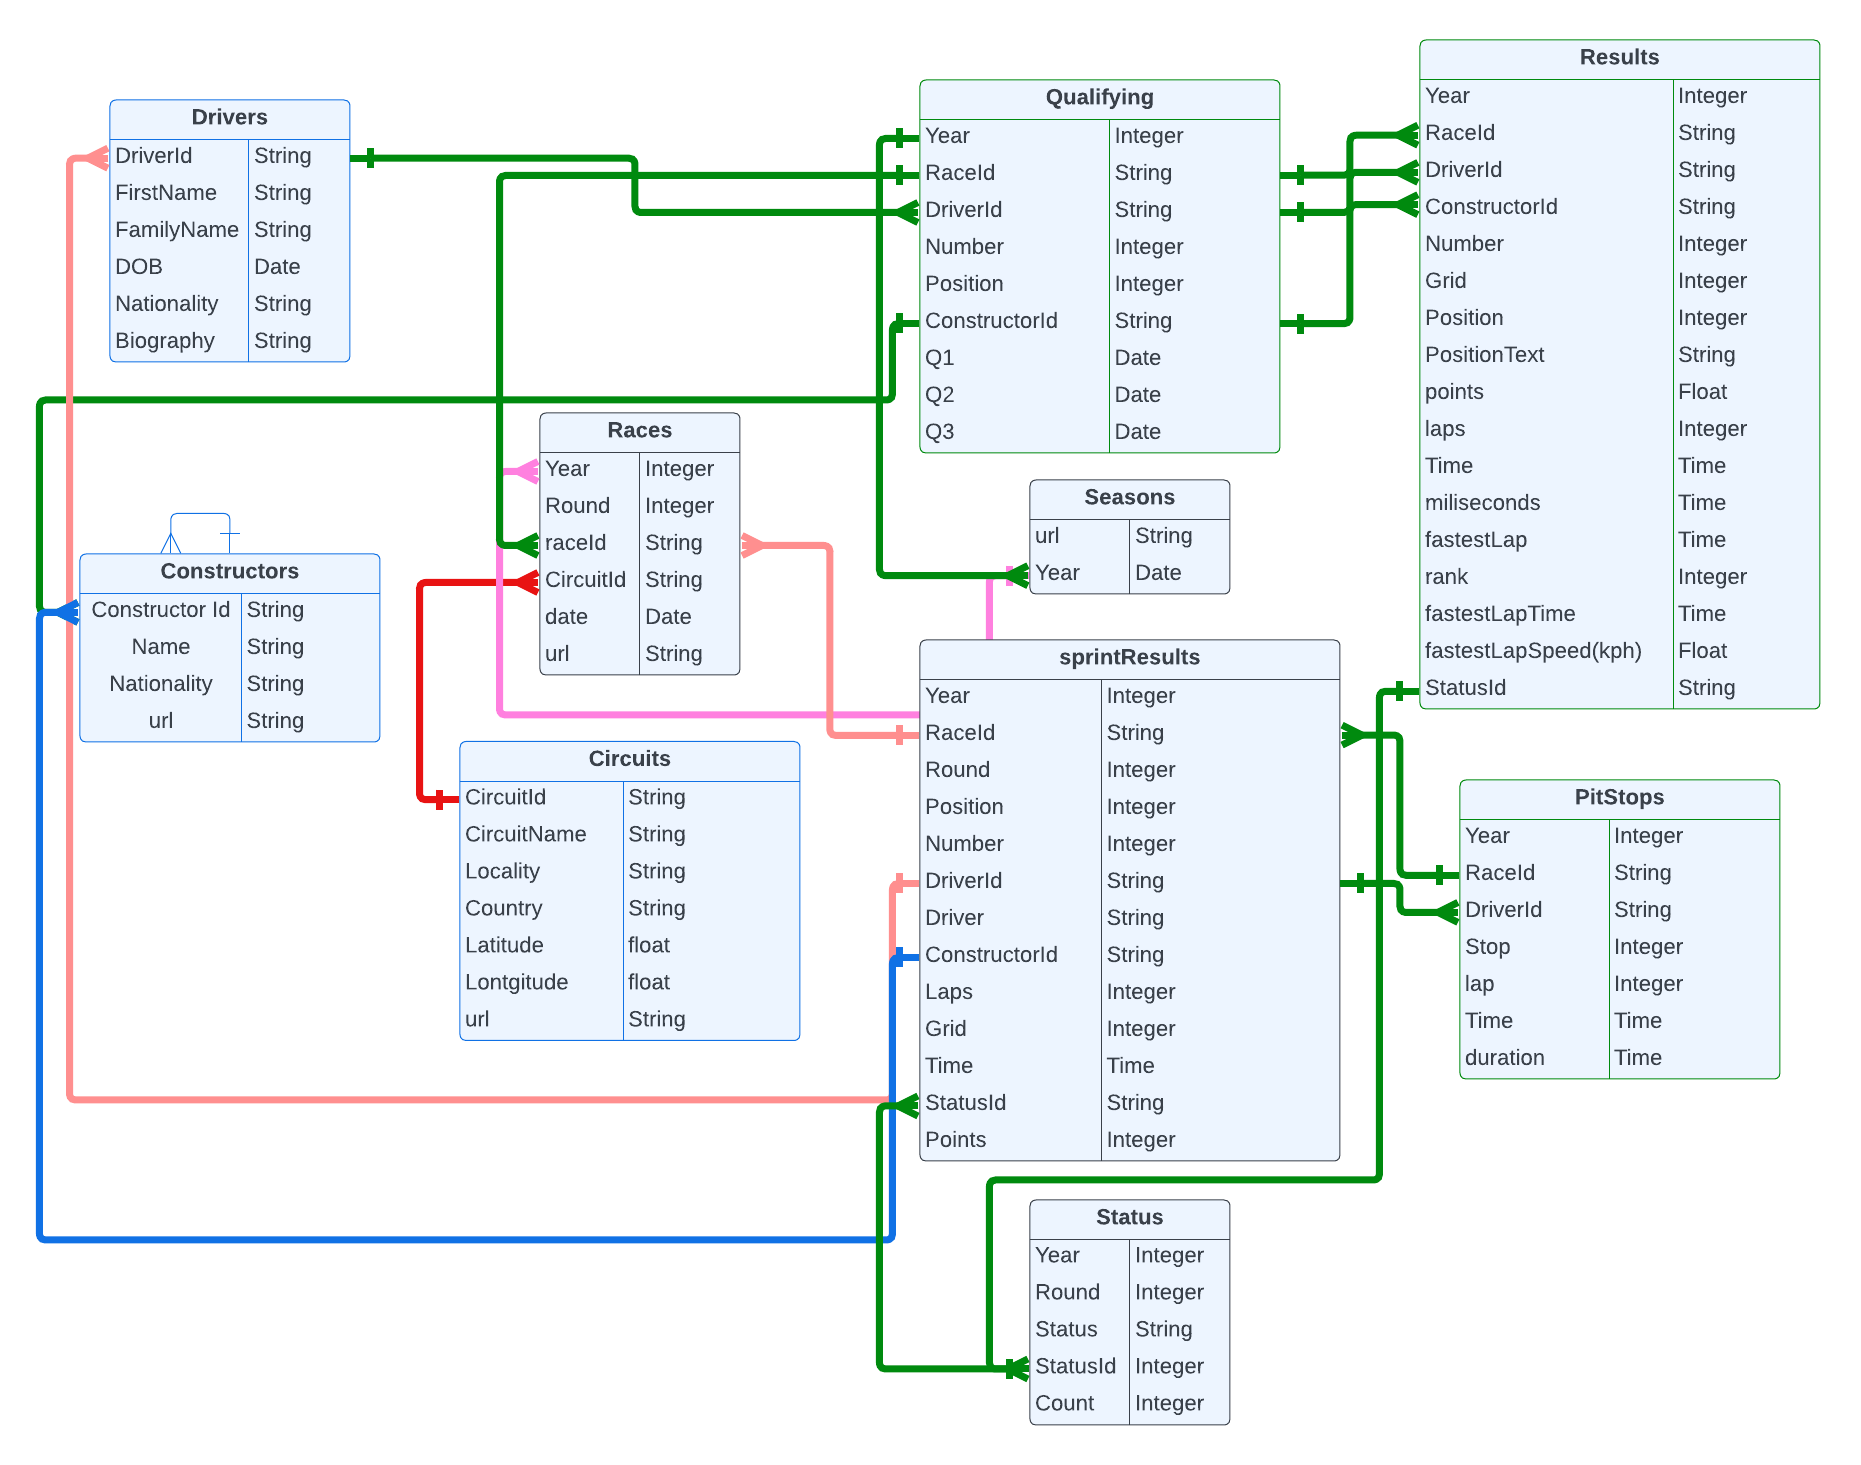 Drivers
DriverId String
FirstName String
FamilyName String
DOB Date
Nationality String
Biography String
Qualifying
Year Integer
RaceId String
DriverId String
Number Integer
Position Integer
ConstructorId String
Q1 Date
Q2 Date
Q3 Date
Results
Year Integer
RaceId String
DriverId String
ConstructorId String
Number Integer
Grid Integer
Position Integer
PositionText String
points Float
laps Integer
Time Time
miliseconds Time
fastestLap Time
rank Integer
fastestLapTime Time
fastestLapSpeed(kph) Float
StatusId String
Races
Year Integer
Round Integer
raceId String
CircuitId String
date Date
url String
Seasons
url String
Year Date
Constructors
Constructor Id String
Name String
Nationality String
url String
sprintResults
Year Integer
RaceId String
Round Integer
Position Integer
Number Integer
DriverId String
Driver String
ConstructorId String
Laps Integer
Grid Integer
Time Time
StatusId String
Points Integer
Circuits
CircuitId String
CircuitName String
Locality String
Country String
Latitude float
Lontgitude float
url String
PitStops
Year Integer
RaceId String
DriverId String
Stop Integer
lap Integer
Time Time
duration Time
Status
Year Integer
Round Integer
Status String
StatusId Integer
Count Integer